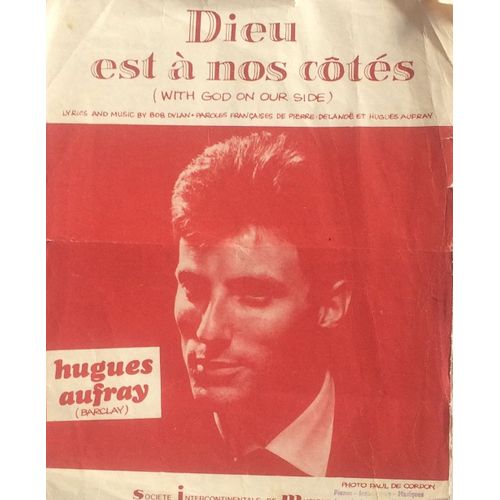 Dieu
est à nos côtés
(WITH GOD ON OUR SIDE)
LYRICS AND MUSIC BY BOB DYLAN • PAROLES FRANÇAISES DE PIERRE DELANOË ET HUGUES AUFRAY
hugues
aufray
(BARCLAY)
PHOTO PAUL DE CORDON
SOCIÉTÉ INTERCONTINENTALE DE